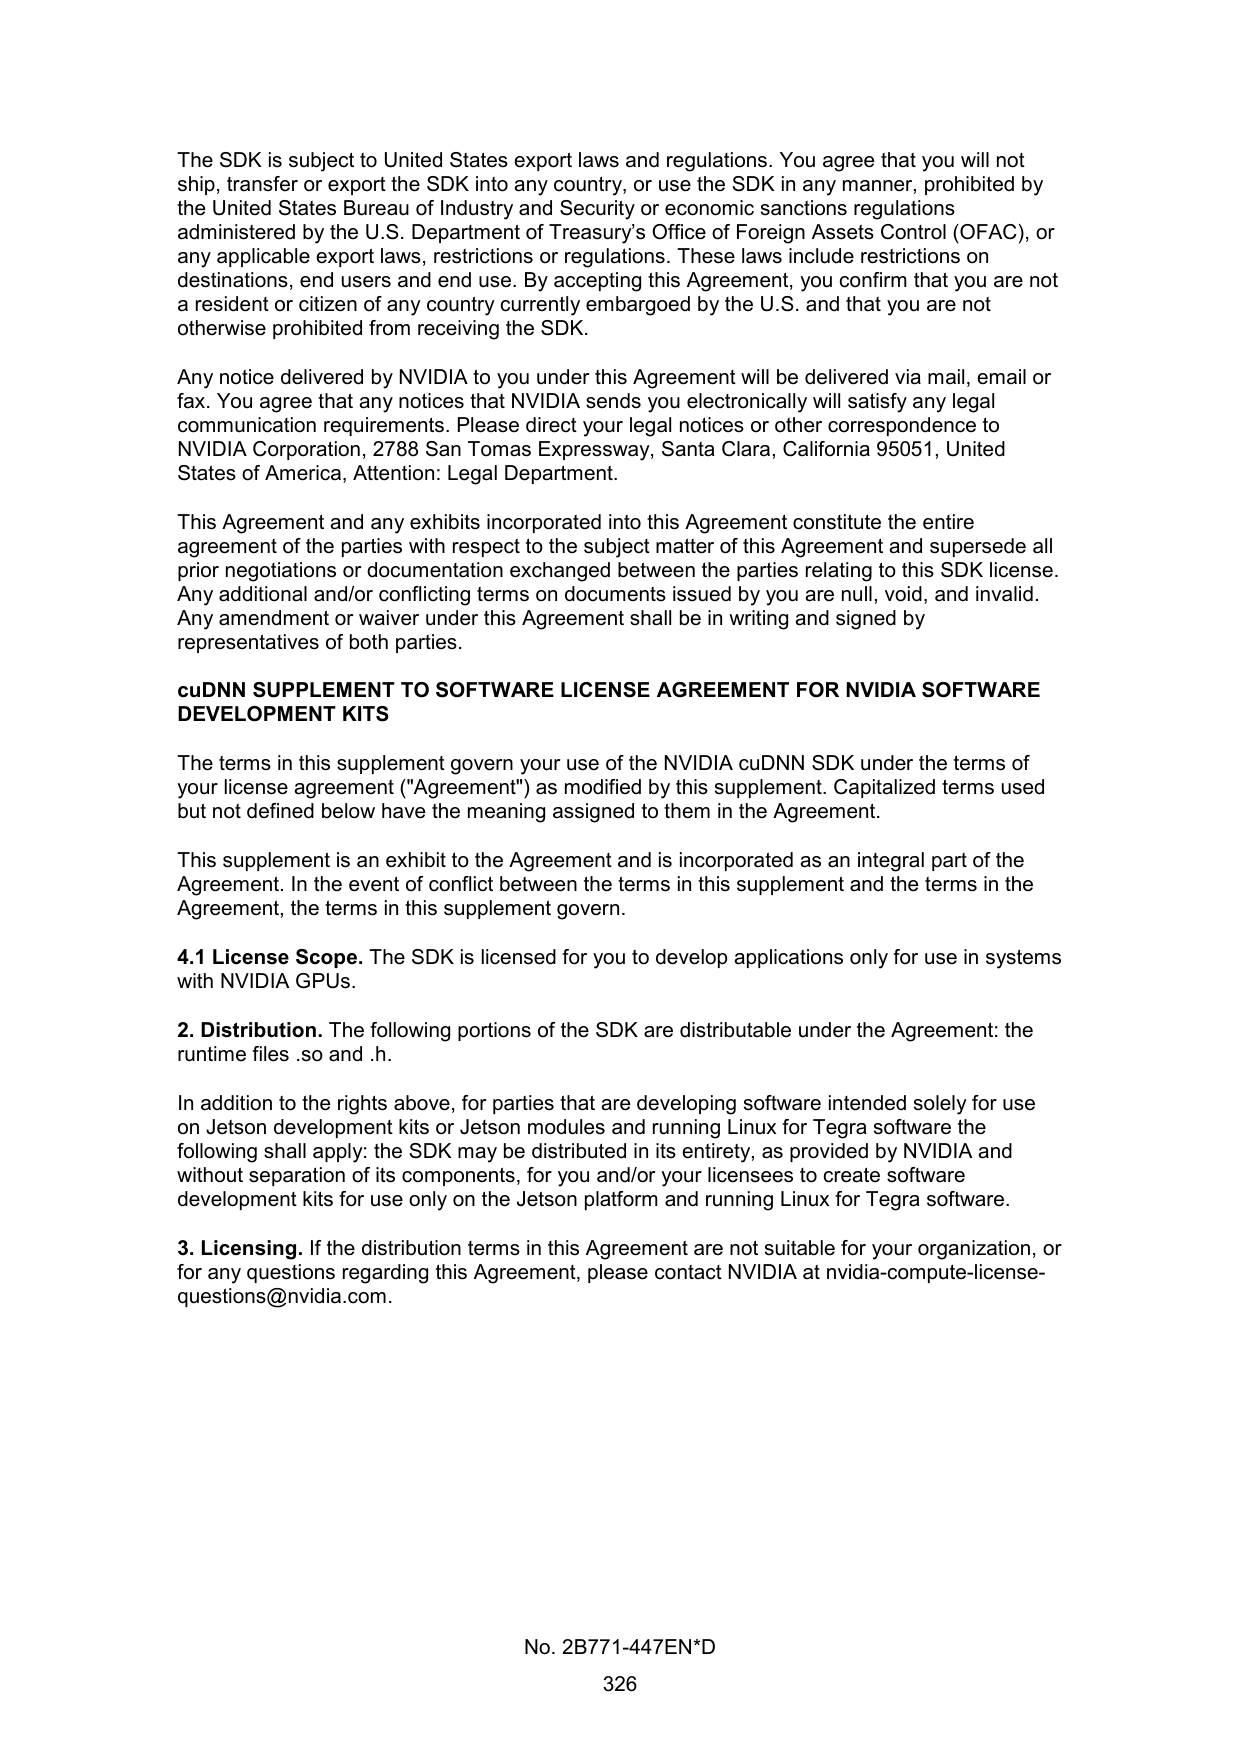 The SDK is subject to United States export laws and regulations. You agree that you will not
ship, transfer or export the SDK into any country, or use the SDK in any manner, prohibited by
the United States Bureau of Industry and Security or economic sanctions regulations
administered by the U.S. Department of Treasury’s Office of Foreign Assets Control (OFAC), or
any applicable export laws, restrictions or regulations. These laws include restrictions on
destinations, end users and end use. By accepting this Agreement, you confirm that you are not
a resident or citizen of any country currently embargoed by the U.S. and that you are not
otherwise prohibited from receiving the SDK.
Any notice delivered by NVIDIA to you under this Agreement will be delivered via mail, email or
fax. You agree that any notices that NVIDIA sends you electronically will satisfy any legal
communication requirements. Please direct your legal notices or other correspondence to
NVIDIA Corporation, 2788 San Tomas Expressway, Santa Clara, California 95051, United
States of America, Attention: Legal Department.
This Agreement and any exhibits incorporated into this Agreement constitute the entire
agreement of the parties with respect to the subject matter of this Agreement and supersede all
prior negotiations or documentation exchanged between the parties relating to this SDK license.
Any additional and/or conflicting terms on documents issued by you are null, void, and invalid.
Any amendment or waiver under this Agreement shall be in writing and signed by
representatives of both parties.
cuDNN SUPPLEMENT TO SOFTWARE LICENSE AGREEMENT FOR NVIDIA SOFTWARE
DEVELOPMENT KITS
The terms in this supplement govern your use of the NVIDIA cuDNN SDK under the terms of
your license agreement ("Agreement") as modified by this supplement. Capitalized terms used
but not defined below have the meaning assigned to them in the Agreement.
This supplement is an exhibit to the Agreement and is incorporated as an integral part of the
Agreement. In the event of conflict between the terms in this supplement and the terms in the
Agreement, the terms in this supplement govern.
4.1 License Scope. The SDK is licensed for you to develop applications only for use in systems
with NVIDIA GPUs.
2. Distribution. The following portions of the SDK are distributable under the Agreement: the
runtime files .so and .h.
In addition to the rights above, for parties that are developing software intended solely for use
on Jetson development kits or Jetson modules and running Linux for Tegra software the
following shall apply: the SDK may be distributed in its entirety, as provided by NVIDIA and
without separation of its components, for you and/or your licensees to create software
development kits for use only on the Jetson platform and running Linux for Tegra software.
3. Licensing. If the distribution terms in this Agreement are not suitable for your organization, or
for any questions regarding this Agreement, please contact NVIDIA at nvidia-compute-license-
questions@nvidia.com.
No. 2B771-447EN*D
326